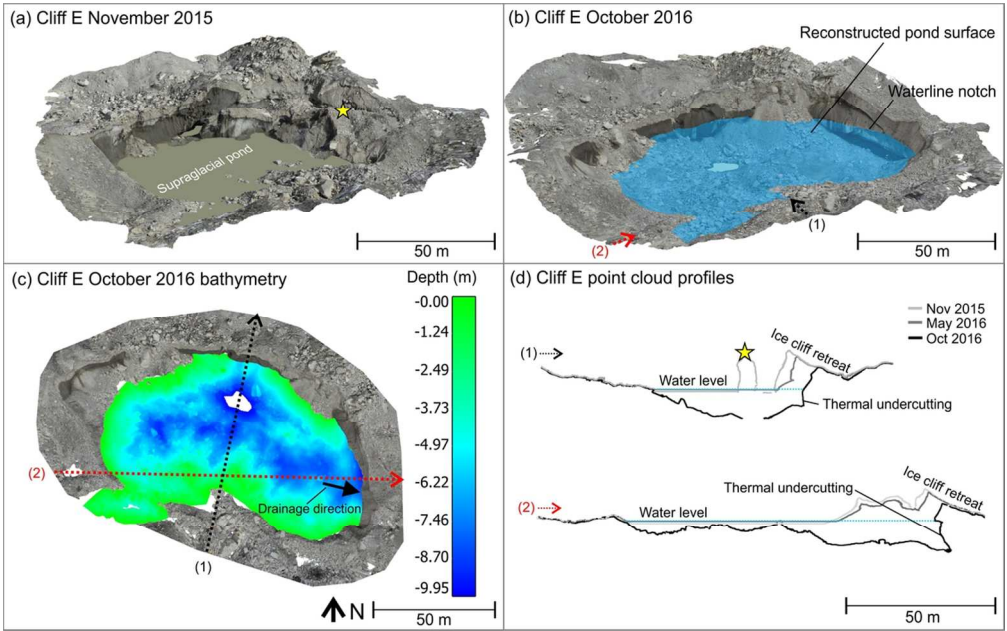 (a) Cliff E November 2015
Supraglacial pond
50 m
(b) Cliff E October 2016
Reconstructed pond surface
Waterline notch
(1)
(2)
50 m
(c) Cliff E October 2016 bathymetry
Depth (m)
-0.00
-1.24
-2.49
-3.73
-4.97
-6.22
-7.46
-8.70
-9.95
(2)
Drainage direction
(1)
N
50 m
(d) Cliff E point cloud profiles
Nov 2015
May 2016
Oct 2016
(1)
Ice cliff retreat
Water level
Thermal undercutting
(2)
Thermal undercutting
Ice cliff retreat
Water level
50 m